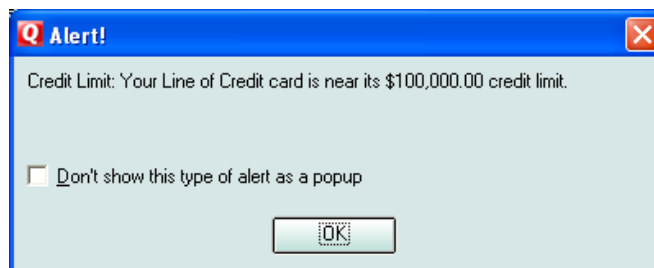 Q Alert!
Credit Limit: Your Line of Credit card is near its $100,000.00 credit limit.
Don't show this type of alert as a popup
OK